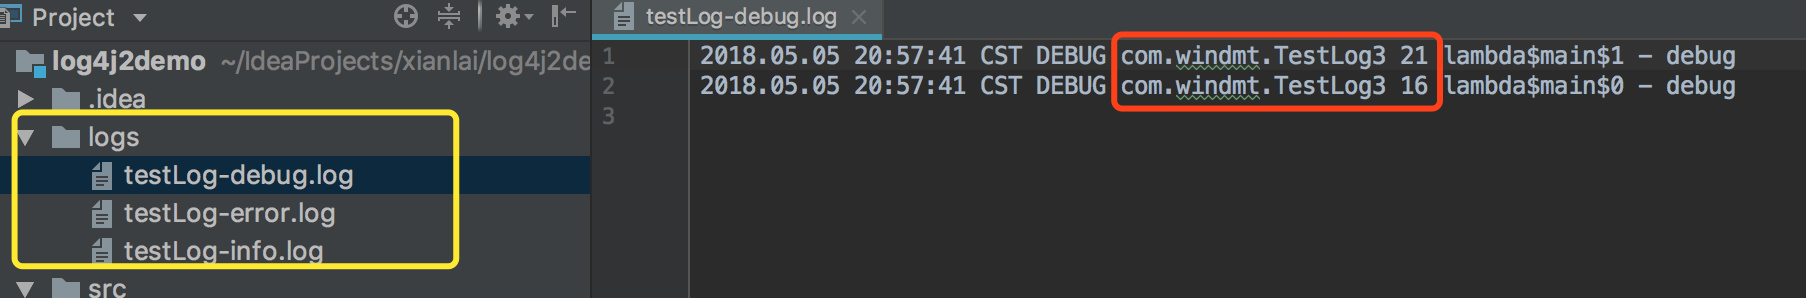 Project
log4j2demo ~/IdeaProjects/xianlai/log4j2de
.idea
logs
testLog-debug.log
testLog-error.log
testLog-info.log
src
testLog-debug.log
1 2018.05.05 20:57:41 CST DEBUG com.windmt.TestLog3 21 lambda$main$1 - debug
2 2018.05.05 20:57:41 CST DEBUG com.windmt.TestLog3 16 lambda$main$0 - debug
3